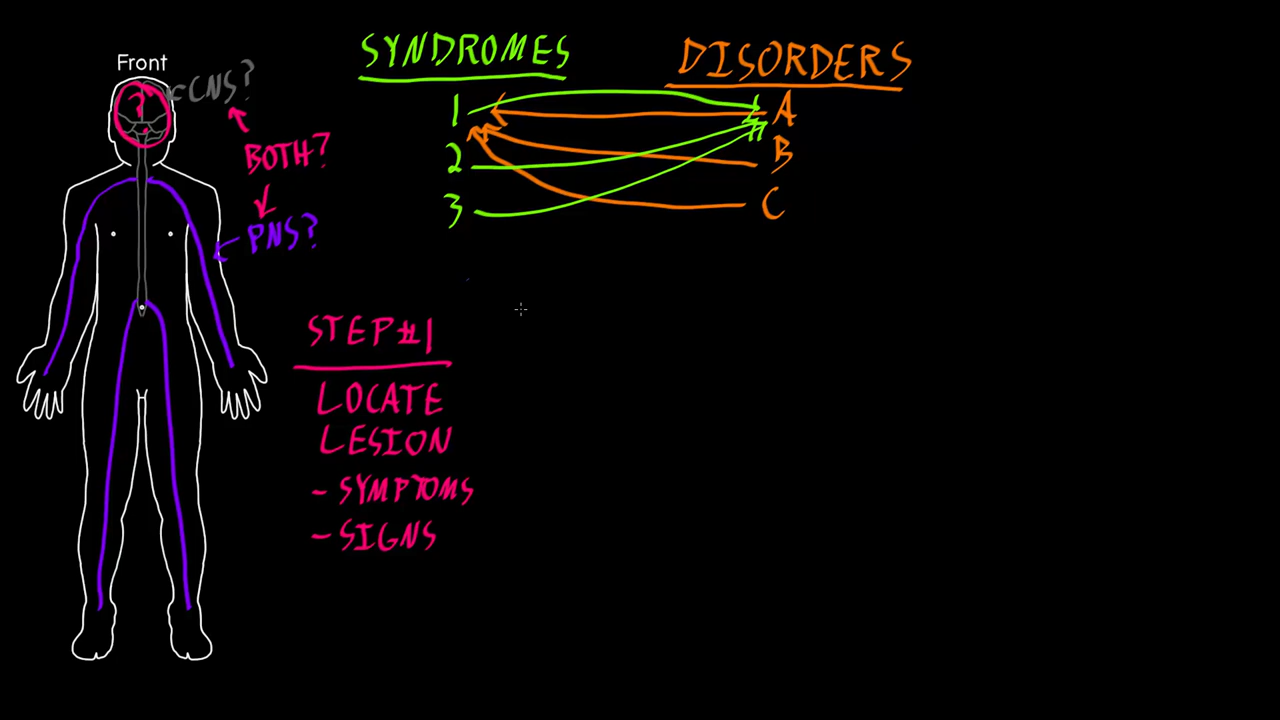 Front
CNS?
BOTH?
PNS?
?
SYNDROMES
1
2
3
DISORDERS
A
B
C
STEP #1
LOCATE
LESION
- SYMPTOMS
- SIGNS